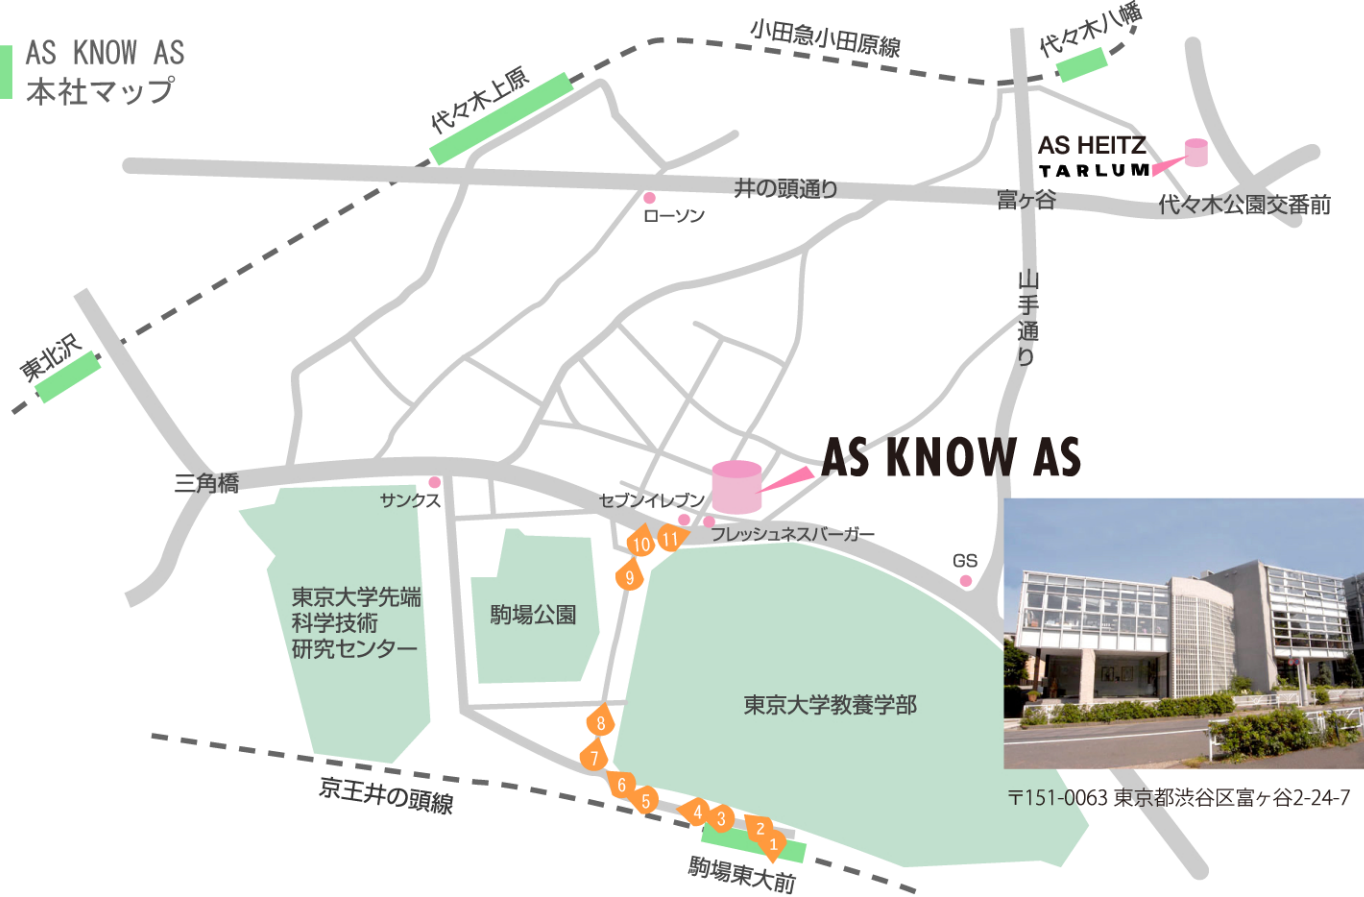 AS KNOW AS
本社マップ
小田急小田原線
代々木八幡
代々木上原
AS HEITZ
TARLUM
井の頭通り
富ヶ谷
代々木公園交番前
ローソン
山手通り
東北沢
AS KNOW AS
三角橋
サンクス
セブンイレブン
フレッシュネスバーガー
10
11
GS
9
東京大学先端
科学技術
研究センター
駒場公園
東京大学教養学部
8
7
6
5
4
3
2
1
京王井の頭線
駒場東大前
〒151-0063 東京都渋谷区富ヶ谷2-24-7